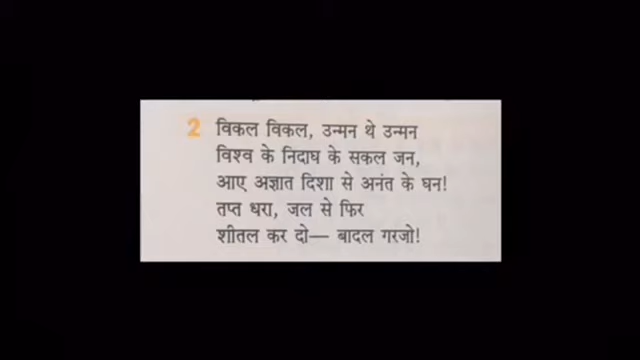 2 विकल विकल, उन्मन थे उन्मन
विश्व के निदाघ के सकल जन,
आए अज्ञात दिशा से अनंत के घन!
तप्त धरा, जल से फिर
शीतल कर दो— बादल गरजो!